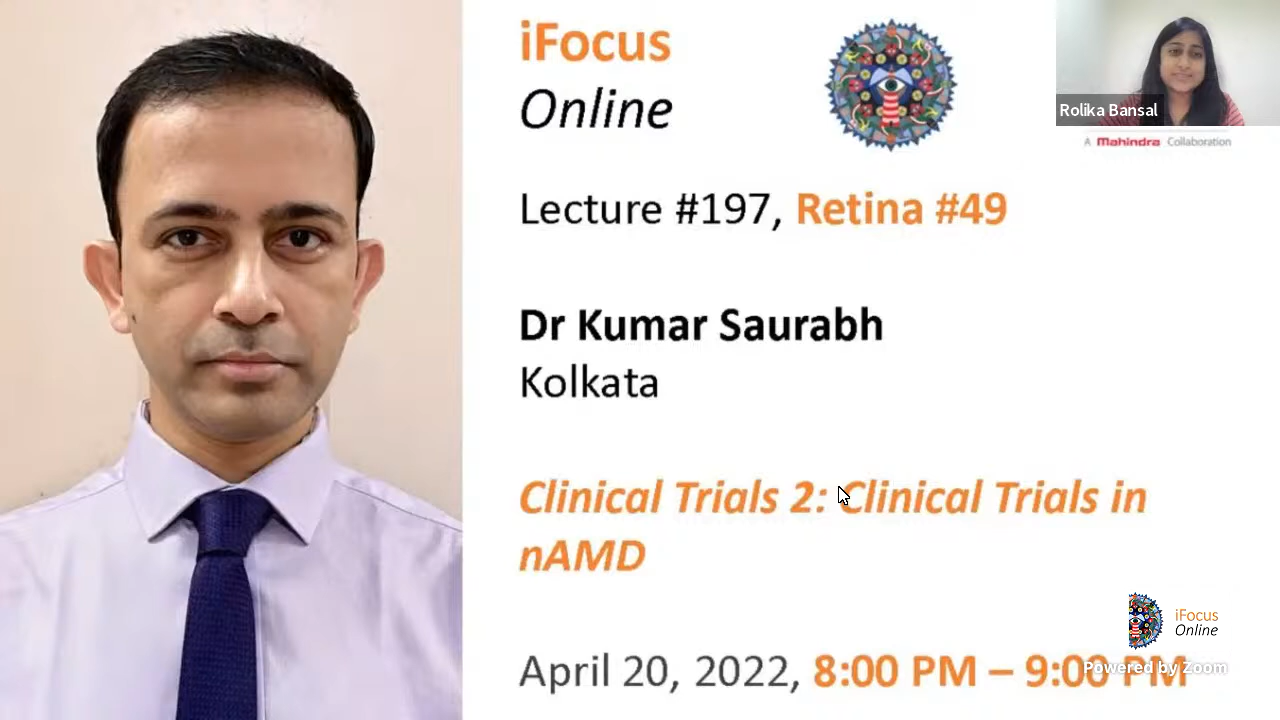 iFocus
Online
Rolika Bansal
A Mahindra Collaboration
Lecture #197, Retina #49
Dr Kumar Saurabh
Kolkata
Clinical Trials 2: Clinical Trials in
nAMD
iFocus
Online
Powered by Zoom
April 20, 2022, 8:00 PM – 9:00 PM